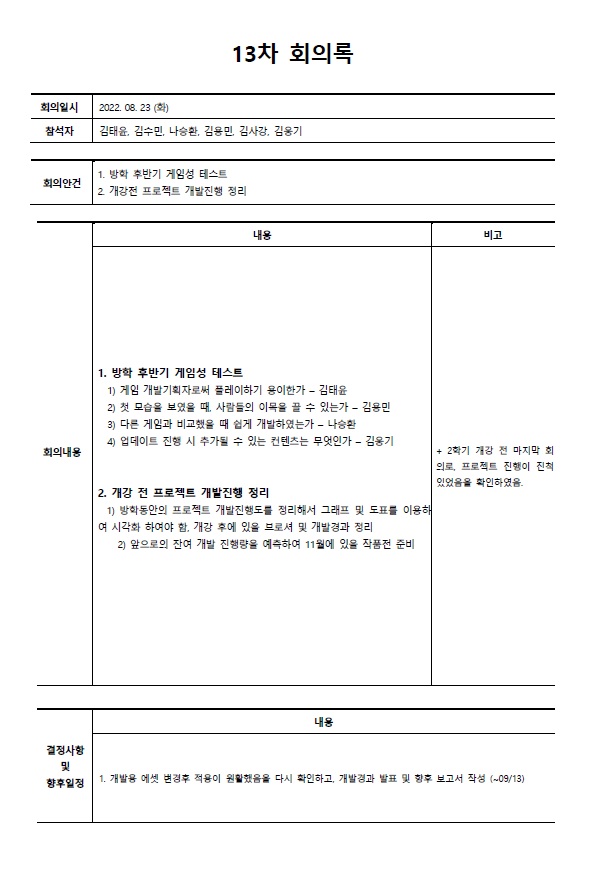 13차 회의록
회의일시 2022. 08. 23 (화)
참석자 김태윤, 김수민, 나승환, 김용민, 김사강, 김웅기
회의안건
1. 방학 후반기 게임성 테스트
2. 개강전 프로젝트 개발진행 정리
회의내용
내용
비고
1. 방학 후반기 게임성 테스트
1) 게임 개발기획자로써 플레이하기 용이한가 – 김태윤
2) 첫 모습을 보였을 때, 사람들의 이목을 끌 수 있는가 – 김용민
3) 다른 게임과 비교했을 때 쉽게 개발하였는가 – 나승환
4) 업데이트 진행 시 추가될 수 있는 컨텐츠는 무엇인가 – 김웅기
2. 개강 전 프로젝트 개발진행 정리
1) 방학동안의 프로젝트 개발진행도를 정리해서 그래프 및 도표를 이용하
여 시각화 하여야 함, 개강 후에 있을 브로셔 및 개발경과 정리
2) 앞으로의 잔여 개발 진행량을 예측하여 11월에 있을 작품전 준비
+ 2학기 개강 전 마지막 회
의로, 프로젝트 진행이 진척
있었음을 확인하였음.
결정사항
및
향후일정
내용
1. 개발용 에셋 변경후 적용이 원활했음을 다시 확인하고, 개발경과 발표 및 향후 보고서 작성 (~09/13)